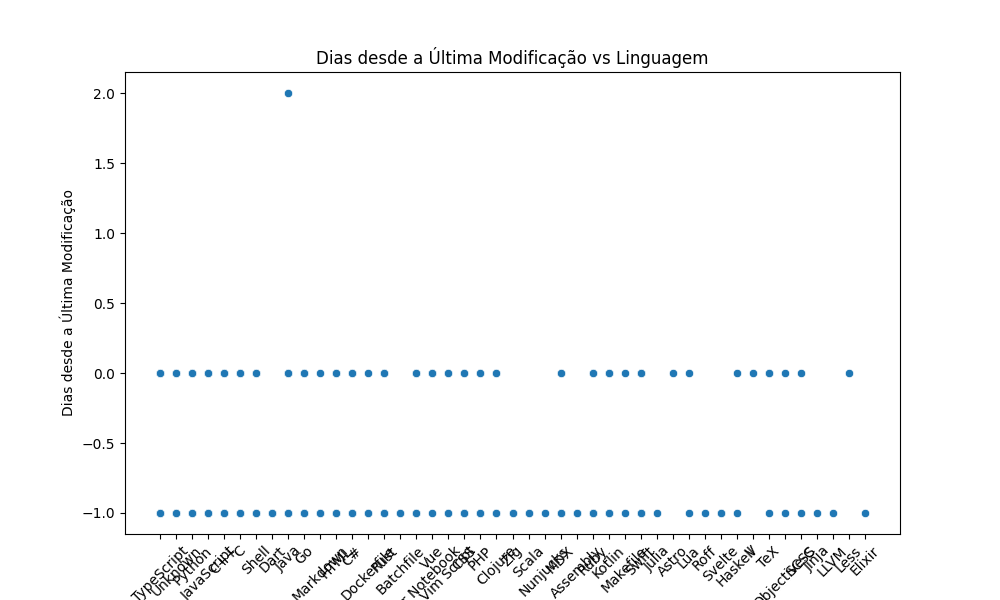 Dias desde a Última Modificação vs Linguagem
Dias desde a Última Modificação
2.0
1.5
1.0
0.5
0.0
−0.5
−1.0
TypeScript
Unknown
Python
JavaScript
C++
C
Shell
Dart
Java
Go
Markdown
HTML
C#
Dockerfile
Rust
Batchfile
Vue
Notebook
Vim Script
CSS
PHP
Clojure
Zig
Scala
Nunjucks
MDX
Assembly
Ruby
Kotlin
Makefile
Swift
Julia
Astro
Lua
Roff
Svelte
Haskell
V
TeX
SCSS
Jinja
LLVM
Less
Elixir